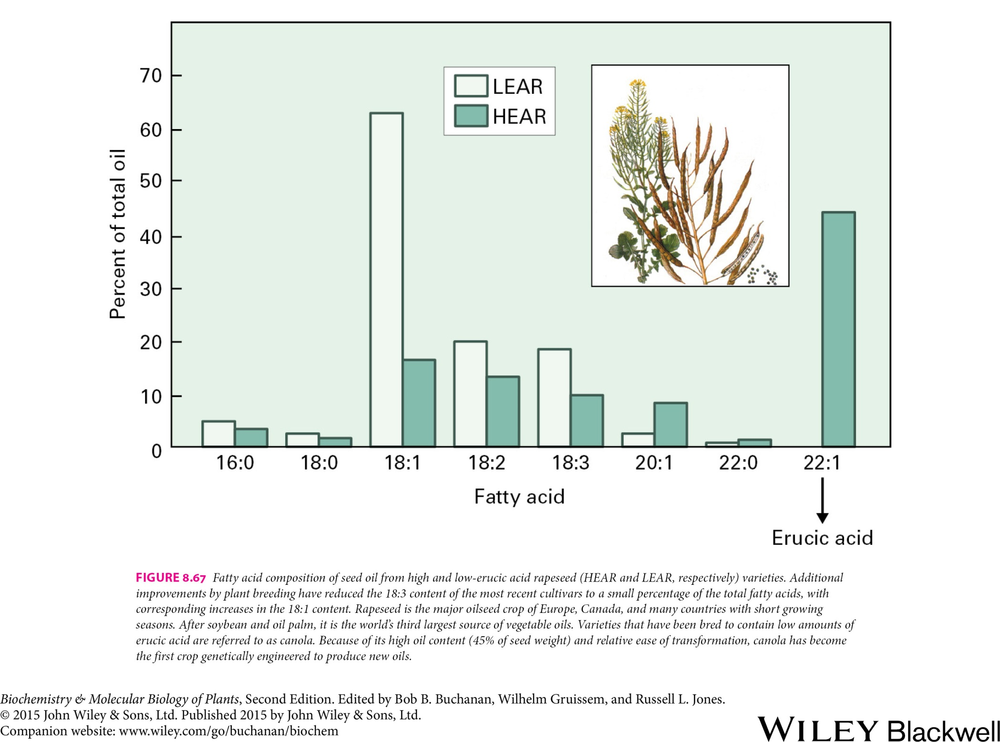 70
60
50
40
30
20
10
0
Percent of total oil
LEAR
HEAR
16:0 18:0 18:1 18:2 18:3 20:1 22:0 22:1
Fatty acid
Erucic acid
FIGURE 8.67 Fatty acid composition of seed oil from high and low-erucic acid rapeseed (HEAR and LEAR, respectively) varieties. Additional
improvements by plant breeding have reduced the 18:3 content of the most recent cultivars to a small percentage of the total fatty acids, with
corresponding increases in the 18:1 content. Rapeseed is the major oilseed crop of Europe, Canada, and many countries with short growing
seasons. After soybean and oil palm, it is the world’s third largest source of vegetable oils. Varieties that have been bred to contain low amounts of
erucic acid are referred to as canola. Because of its high oil content (45% of seed weight) and relative ease of transformation, canola has become
the first crop genetically engineered to produce new oils.
Biochemistry & Molecular Biology of Plants, Second Edition. Edited by Bob B. Buchanan, Wilhelm Gruissem, and Russell L. Jones.
© 2015 John Wiley & Sons, Ltd. Published 2015 by John Wiley & Sons, Ltd.
Companion website: www.wiley.com/go/buchanan/biochem
WILEY Blackwell